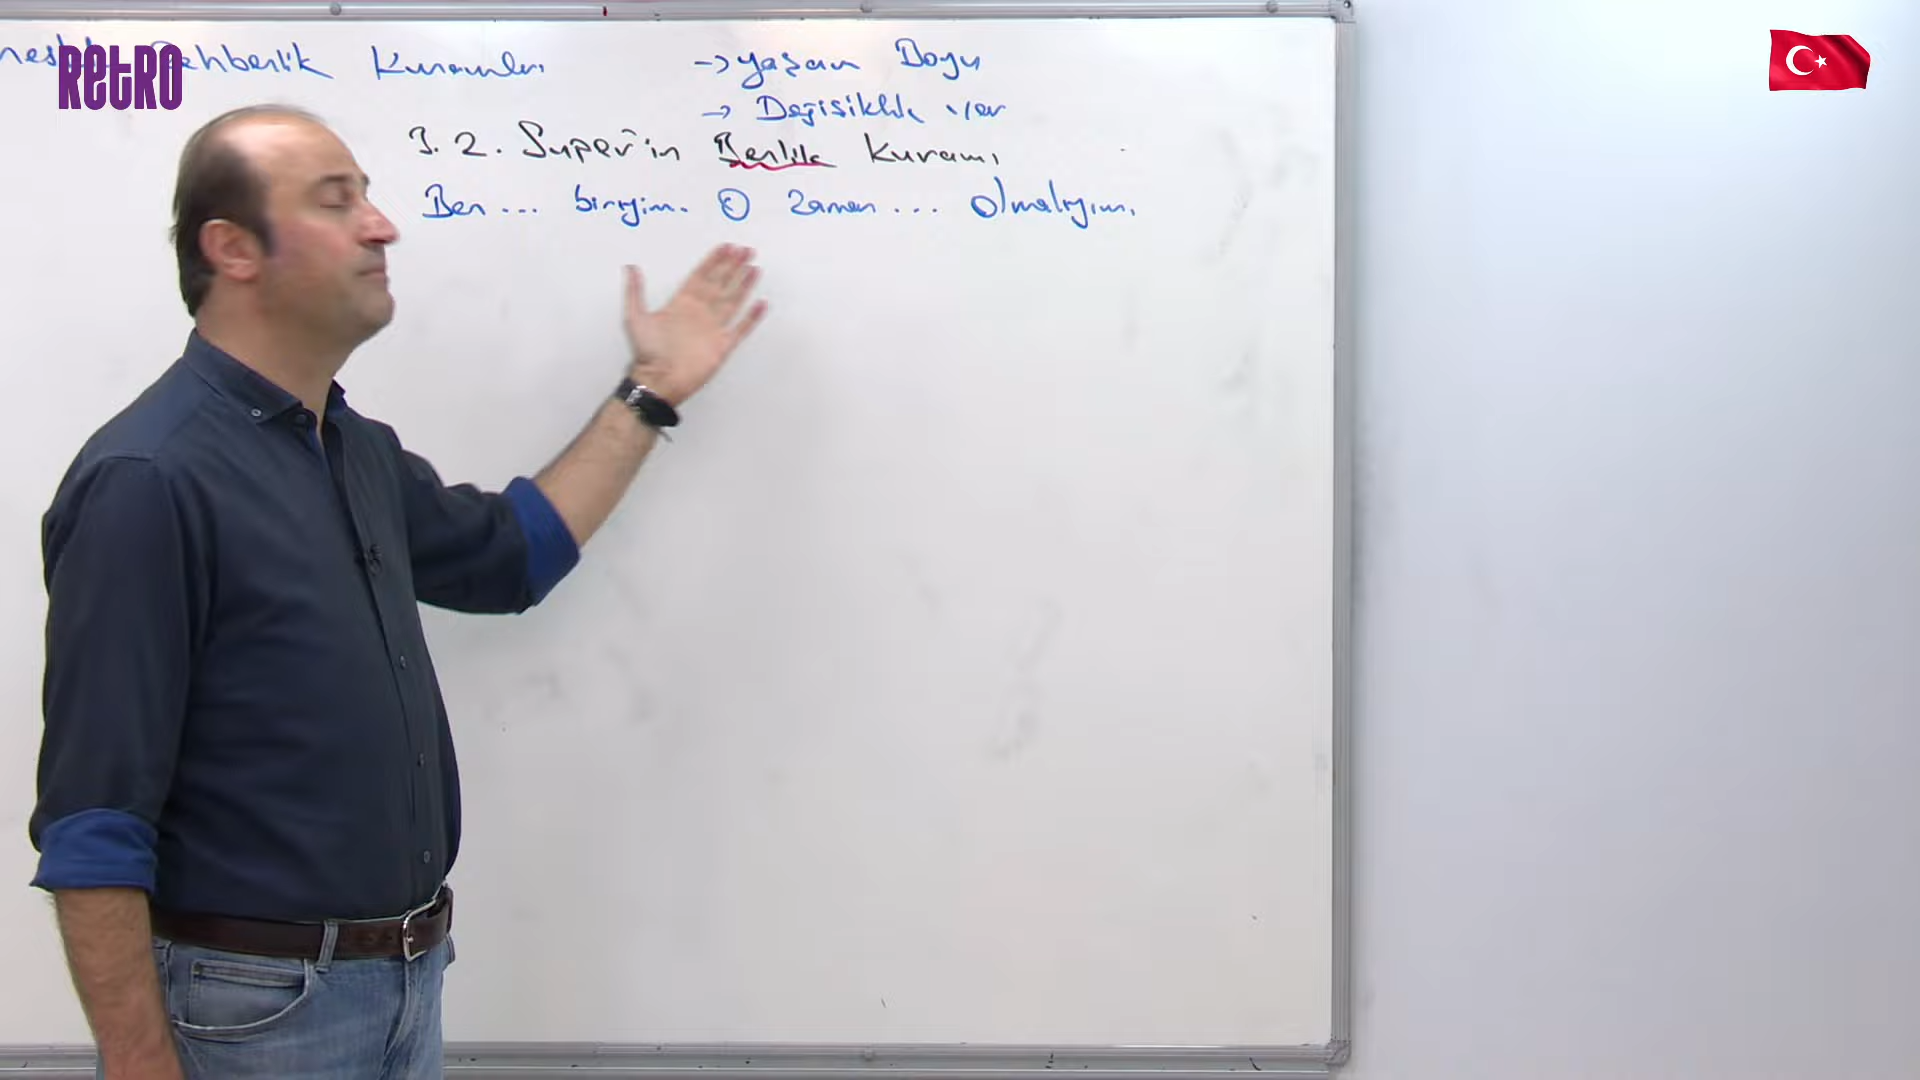 Retro
Rehberlik Kuramları → Yaşam Boyu
→ Değişiklik var
3.2. Super'in Benlik Kuramı
Ben ... biriyim. O zaman ... Olmalıyım.